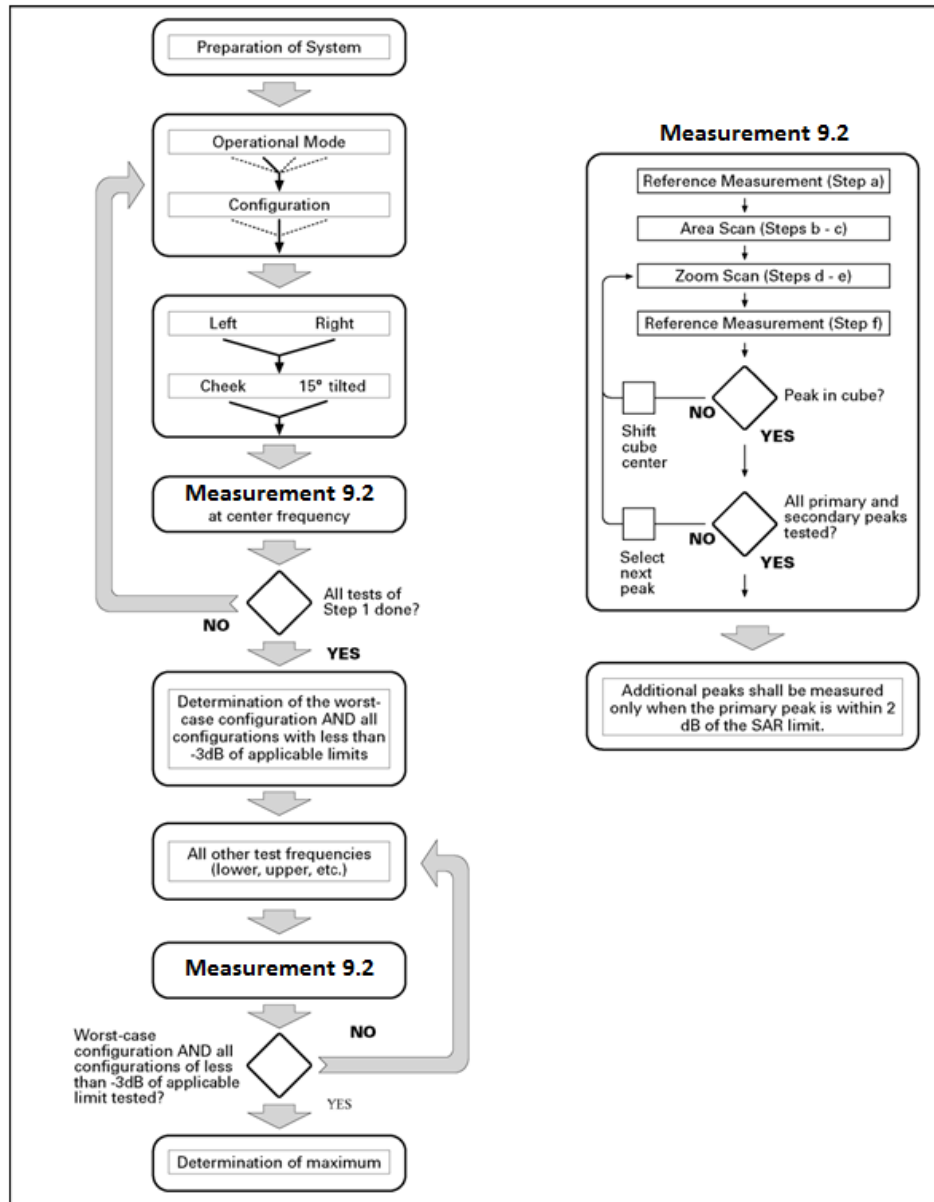 Preparation of System
Operational Mode
Configuration
Left Right
Cheek 15° tilted
Measurement 9.2
at center frequency
All tests of
Step 1 done?
NO
YES
Determination of the worst-
case configuration AND all
configurations with less than
-3dB of applicable limits
All other test frequencies
(lower, upper, etc.)
Measurement 9.2
NO
Worst-case
configuration AND all
configurations of less
than -3dB of applicable
limit tested?
YES
Determination of maximum
Measurement 9.2
Reference Measurement (Step a)
Area Scan (Steps b - c)
Zoom Scan (Steps d - e)
Reference Measurement (Step f)
Peak in cube?
NO
YES
Shift
cube
center
All primary and
secondary peaks
tested?
NO
YES
Select
next
peak
Additional peaks shall be measured
only when the primary peak is within 2
dB of the SAR limit.